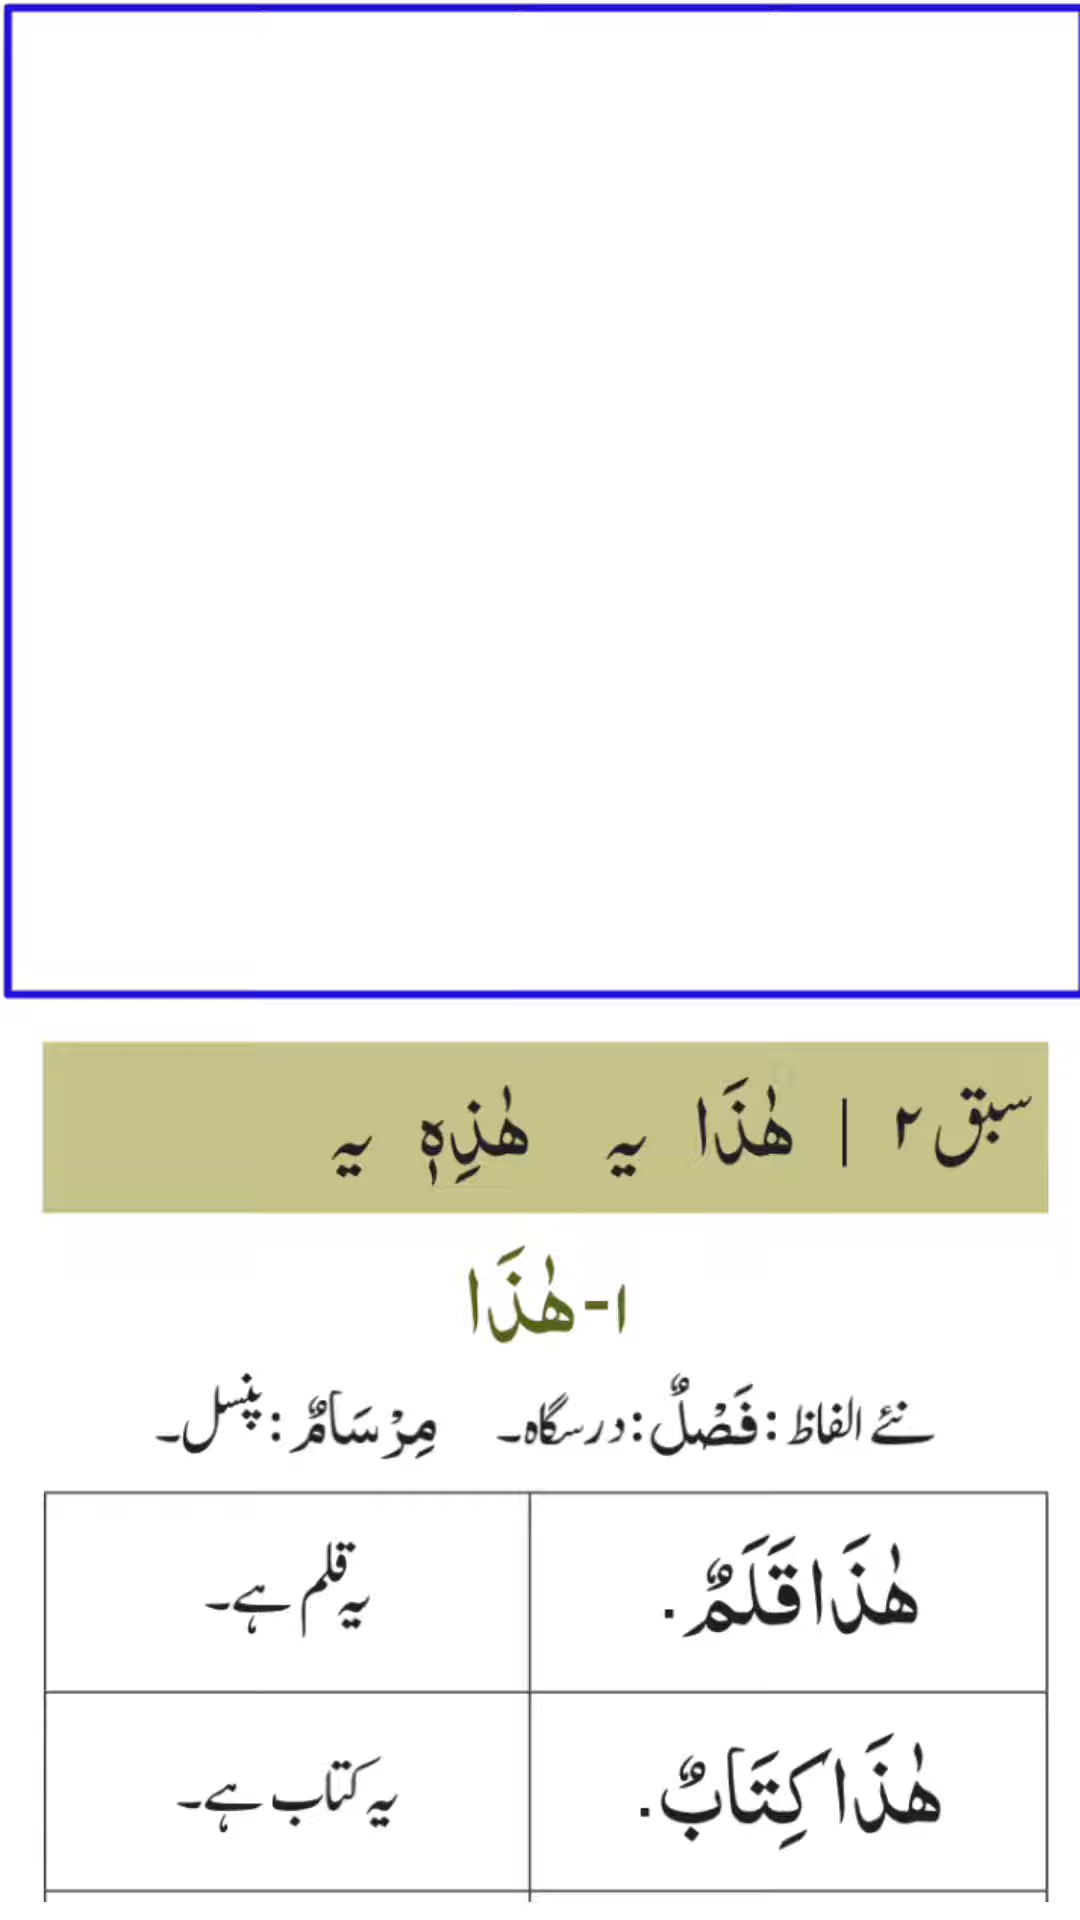 سبق ۲ | هٰذَا یہ هٰذِهٖ یہ
۱- هٰذَا
نئے الفاظ : فَصْلٌ : درسگاہ۔ مِرْسَامٌ : پنسل۔
هٰذَا قَلَمٌ. یہ قلم ہے۔
هٰذَا كِتَابٌ. یہ کتاب ہے۔